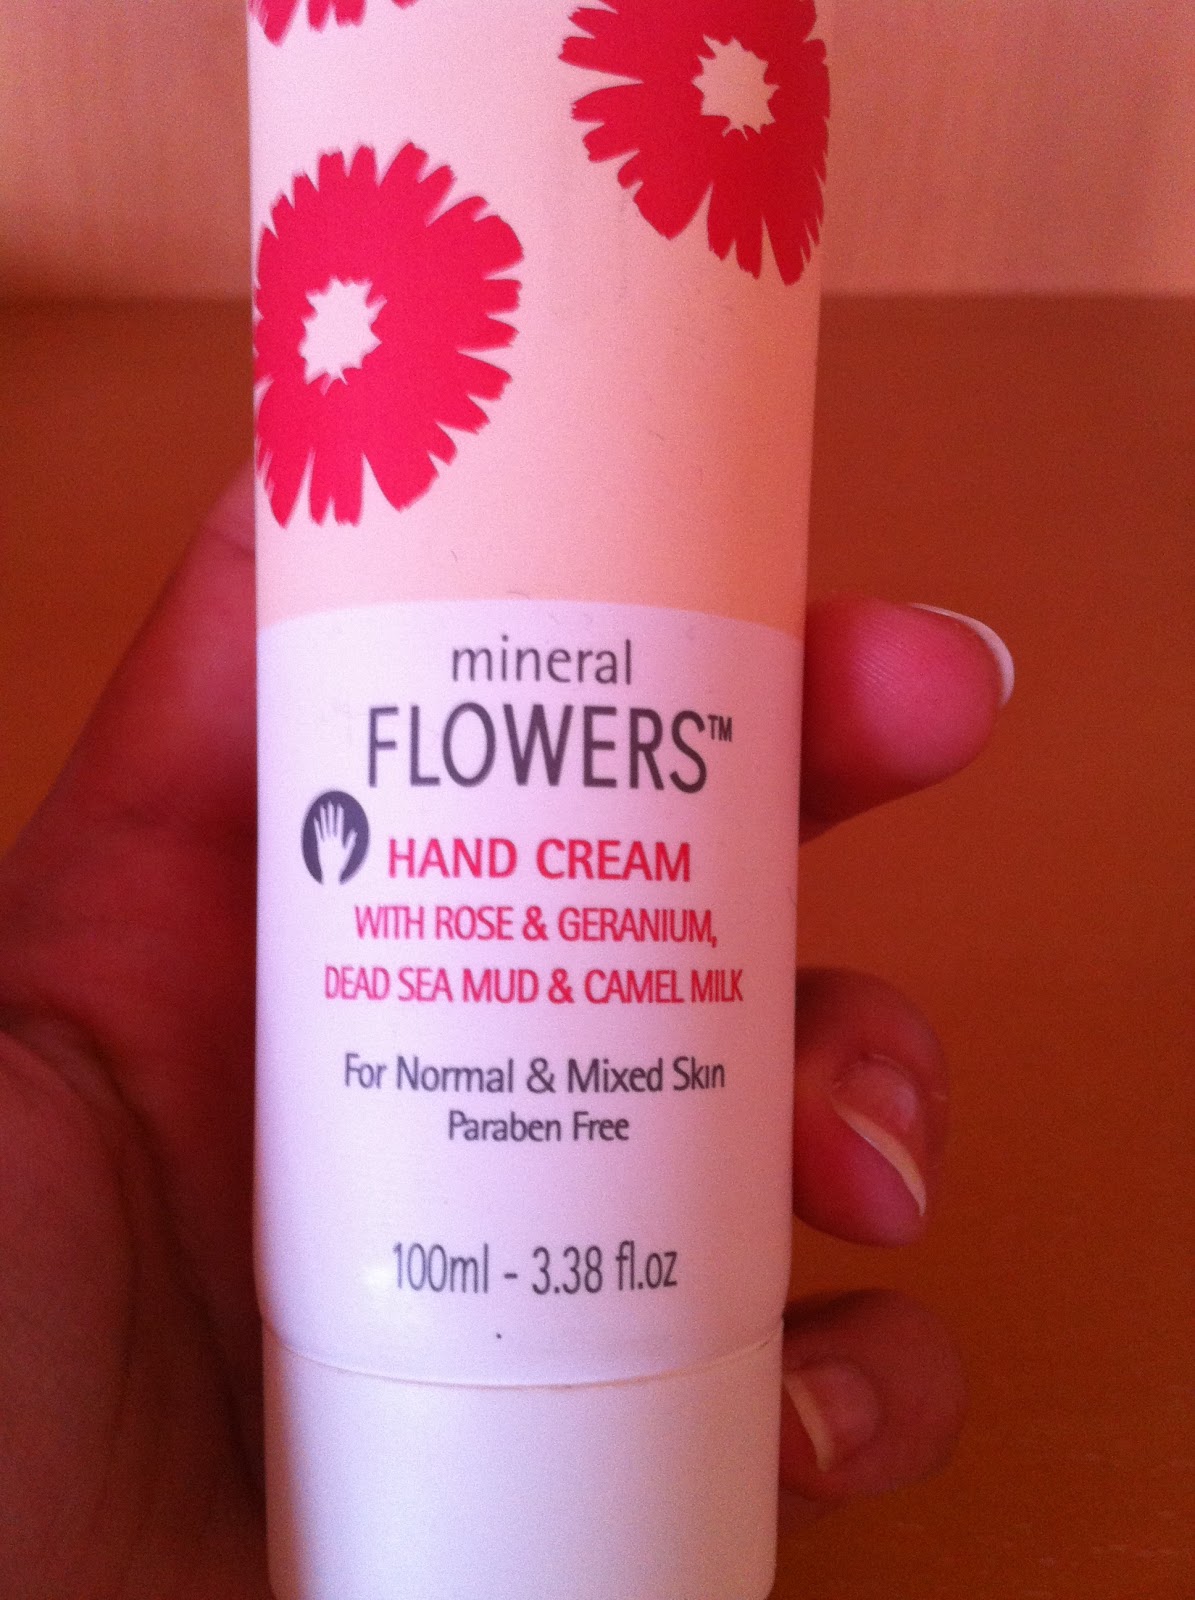 mineral
FLOWERS™
HAND CREAM
WITH ROSE & GERANIUM,
DEAD SEA MUD & CAMEL MILK
For Normal & Mixed Skin
Paraben Free
100ml - 3.38 fl.oz